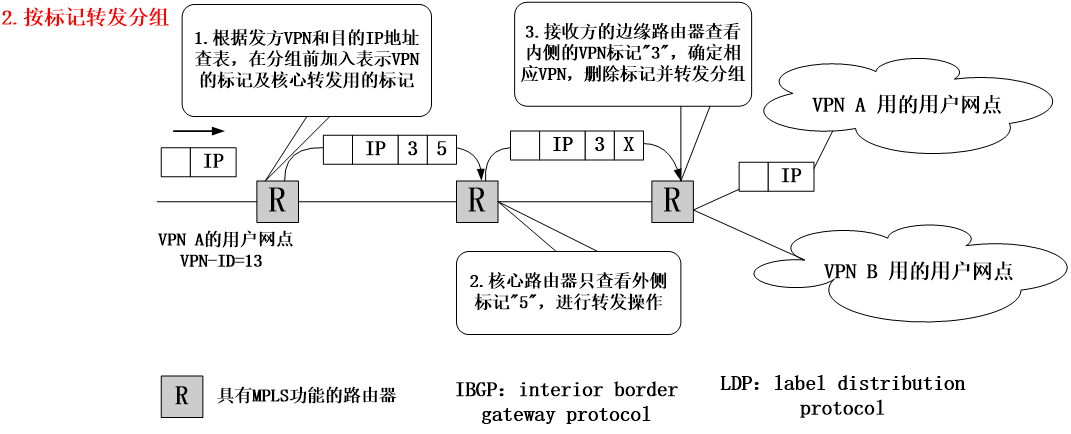 2.按标记转发分组
1.根据发方VPN和目的IP地址
查表，在分组前加入表示VPN
的标记及核心转发用的标记
3.接收方的边缘路由器查看
内侧的VPN标记"3"，确定相
应VPN，删除标记并转发分组
VPN A 用的用户网点
IP
IP 3 5
IP 3 X
IP
R
R
R
VPN A的用户网点
VPN-ID=13
2.核心路由器只查看外侧
标记"5"，进行转发操作
VPN B 用的用户网点
R
具有MPLS功能的路由器
IBGP：interior border
gateway protocol
LDP：label distribution
protocol